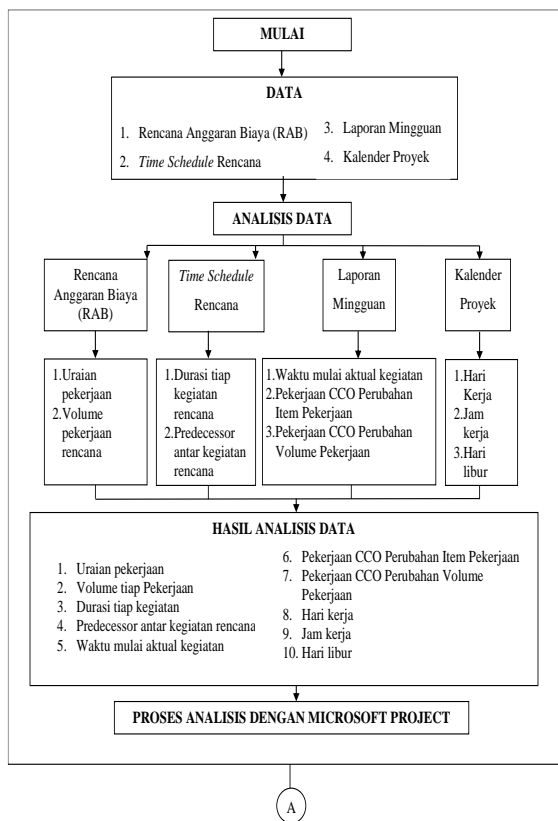 MULAI
DATA
1. Rencana Anggaran Biaya (RAB)
2. Time Schedule Rencana
3. Laporan Mingguan
4. Kalender Proyek
ANALISIS DATA
Rencana
Anggaran Biaya
(RAB)
Time Schedule
Rencana
Laporan
Mingguan
Kalender
Proyek
1.Uraian
pekerjaan
2.Volume
pekerjaan
rencana
1.Durasi tiap
kegiatan
rencana
2.Predecessor
antar kegiatan
rencana
1.Waktu mulai aktual kegiatan
2.Pekerjaan CCO Perubahan
Item Pekerjaan
3.Pekerjaan CCO Perubahan
Volume Pekerjaan
1.Hari
Kerja
2.Jam
kerja
3.Hari
libur
HASIL ANALISIS DATA
1. Uraian pekerjaan
2. Volume tiap Pekerjaan
3. Durasi tiap kegiatan
4. Predecessor antar kegiatan rencana
5. Waktu mulai aktual kegiatan
6. Pekerjaan CCO Perubahan Item Pekerjaan
7. Pekerjaan CCO Perubahan Volume
Pekerjaan
8. Hari kerja
9. Jam kerja
10. Hari libur
PROSES ANALISIS DENGAN MICROSOFT PROJECT
A